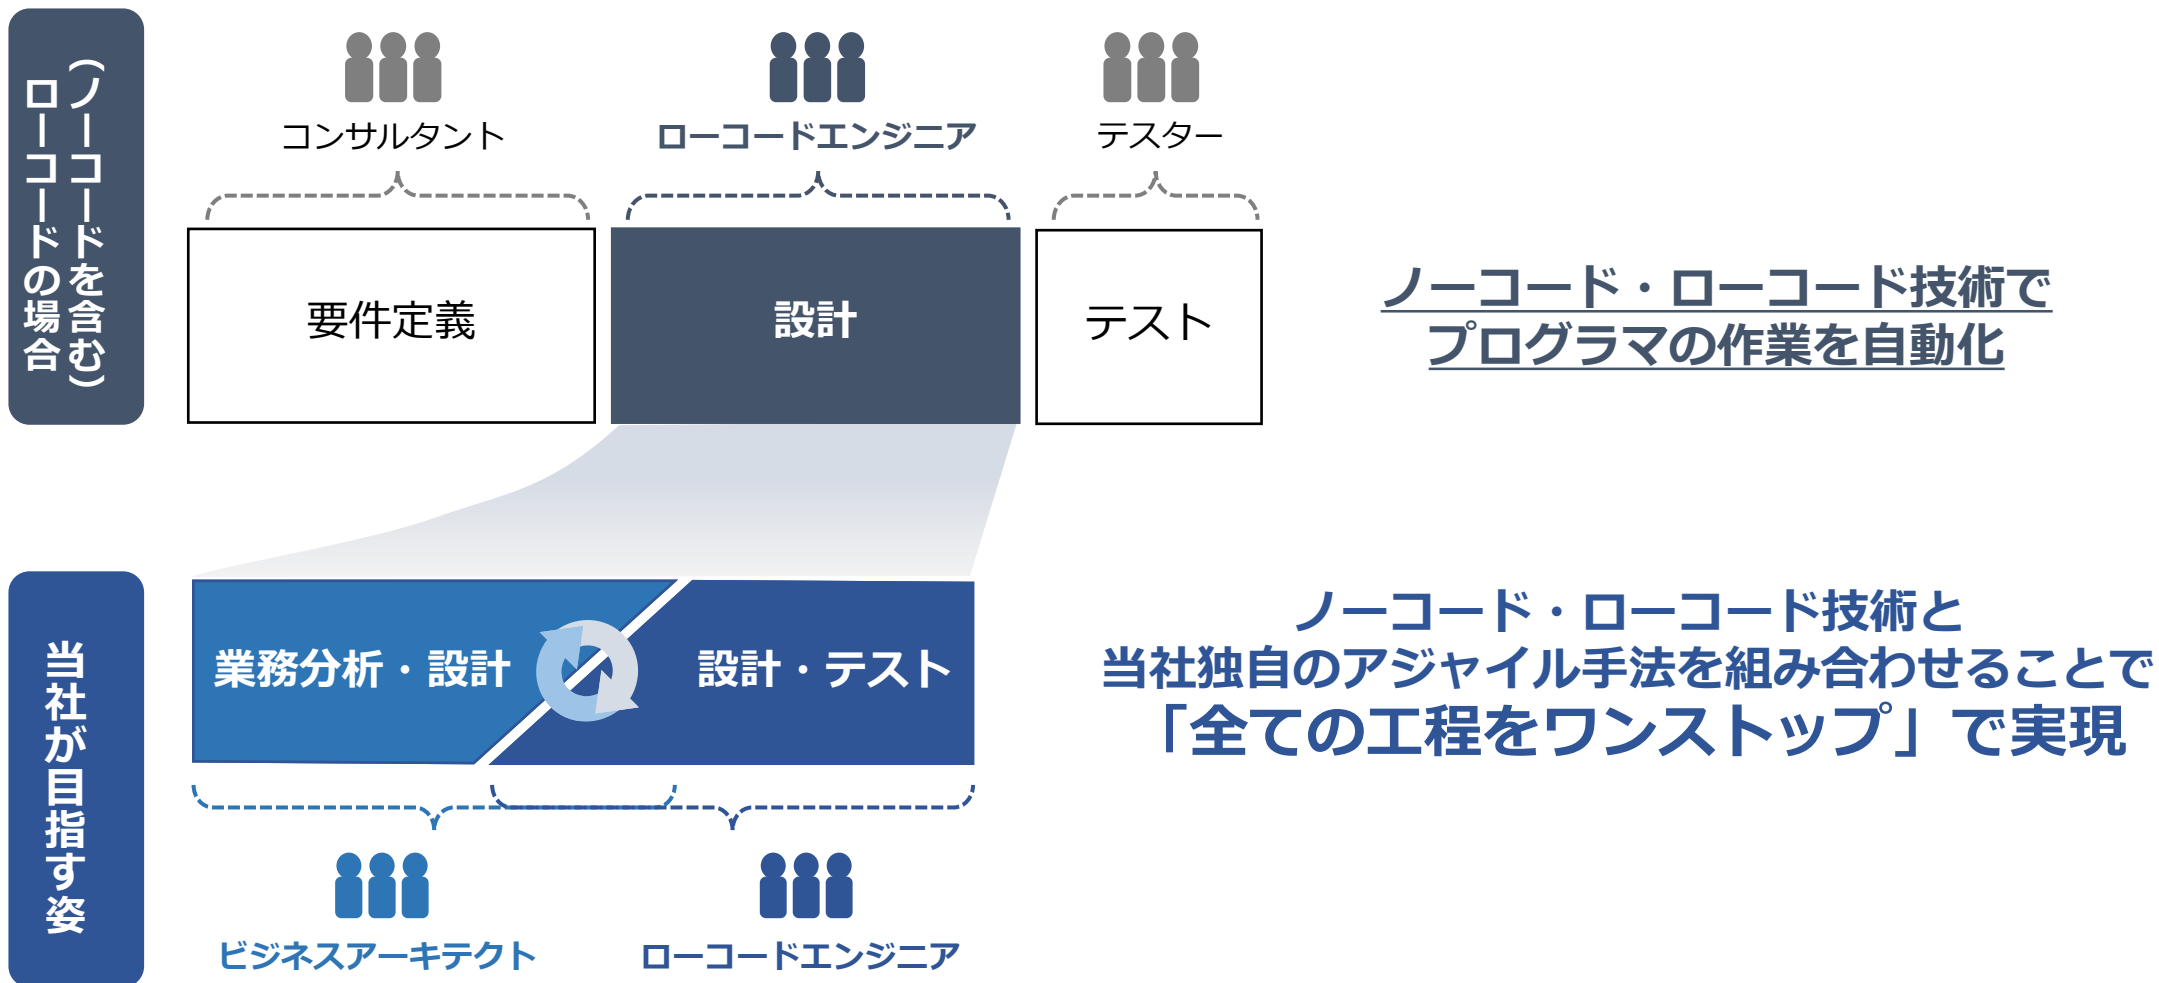 (ノーコードを含む)
ローコードの場合
コンサルタント
ローコードエンジニア
テスター
要件定義
設計
テスト
ノーコード・ローコード技術で
プログラマの作業を自動化
当社が目指す姿
業務分析・設計
設計・テスト
ノーコード・ローコード技術と
当社独自のアジャイル手法を組み合わせることで
「全ての工程をワンストップ」で実現
ビジネスアーキテクト
ローコードエンジニア